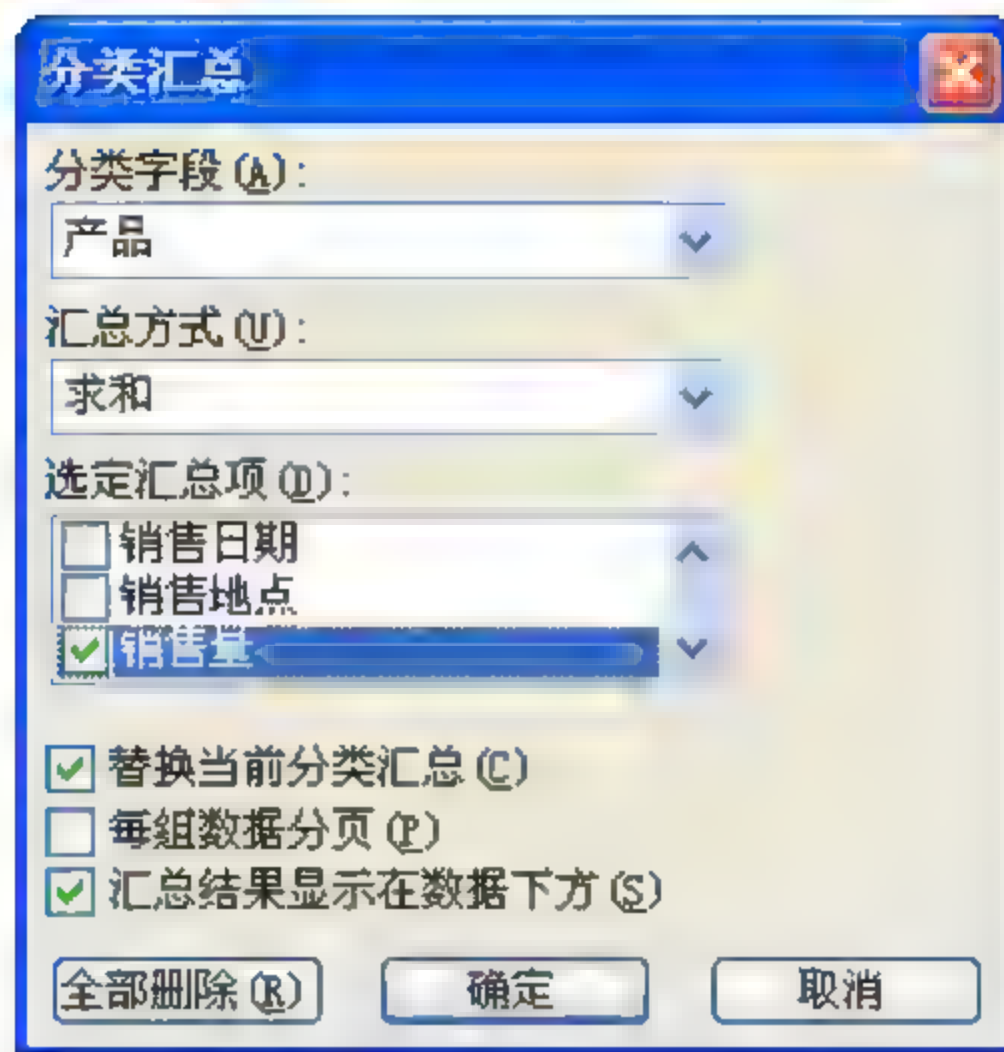 分类汇总
分类字段(A):
产品
汇总方式(U):
求和
选定汇总项(D):
销售日期
销售地点
销售量
替换当前分类汇总(C)
每组数据分页(P)
汇总结果显示在数据下方(S)
全部删除(R) 确定 取消